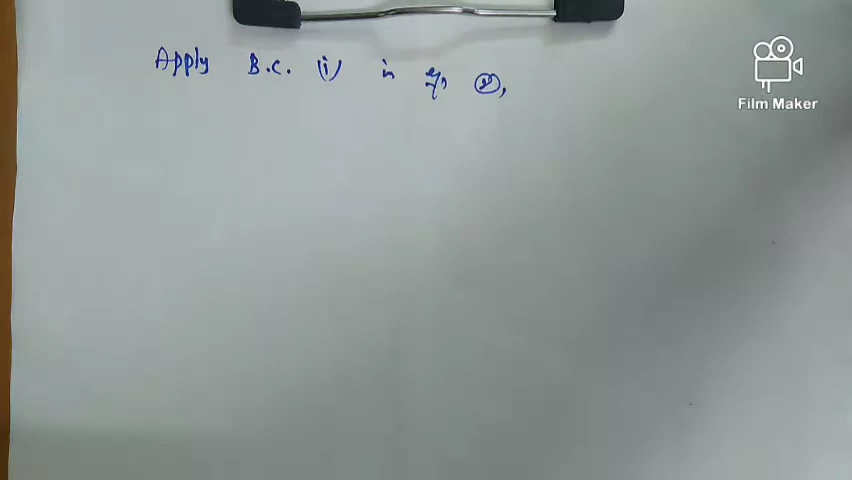 Apply B.C. (i) in eq, ②,
Film Maker